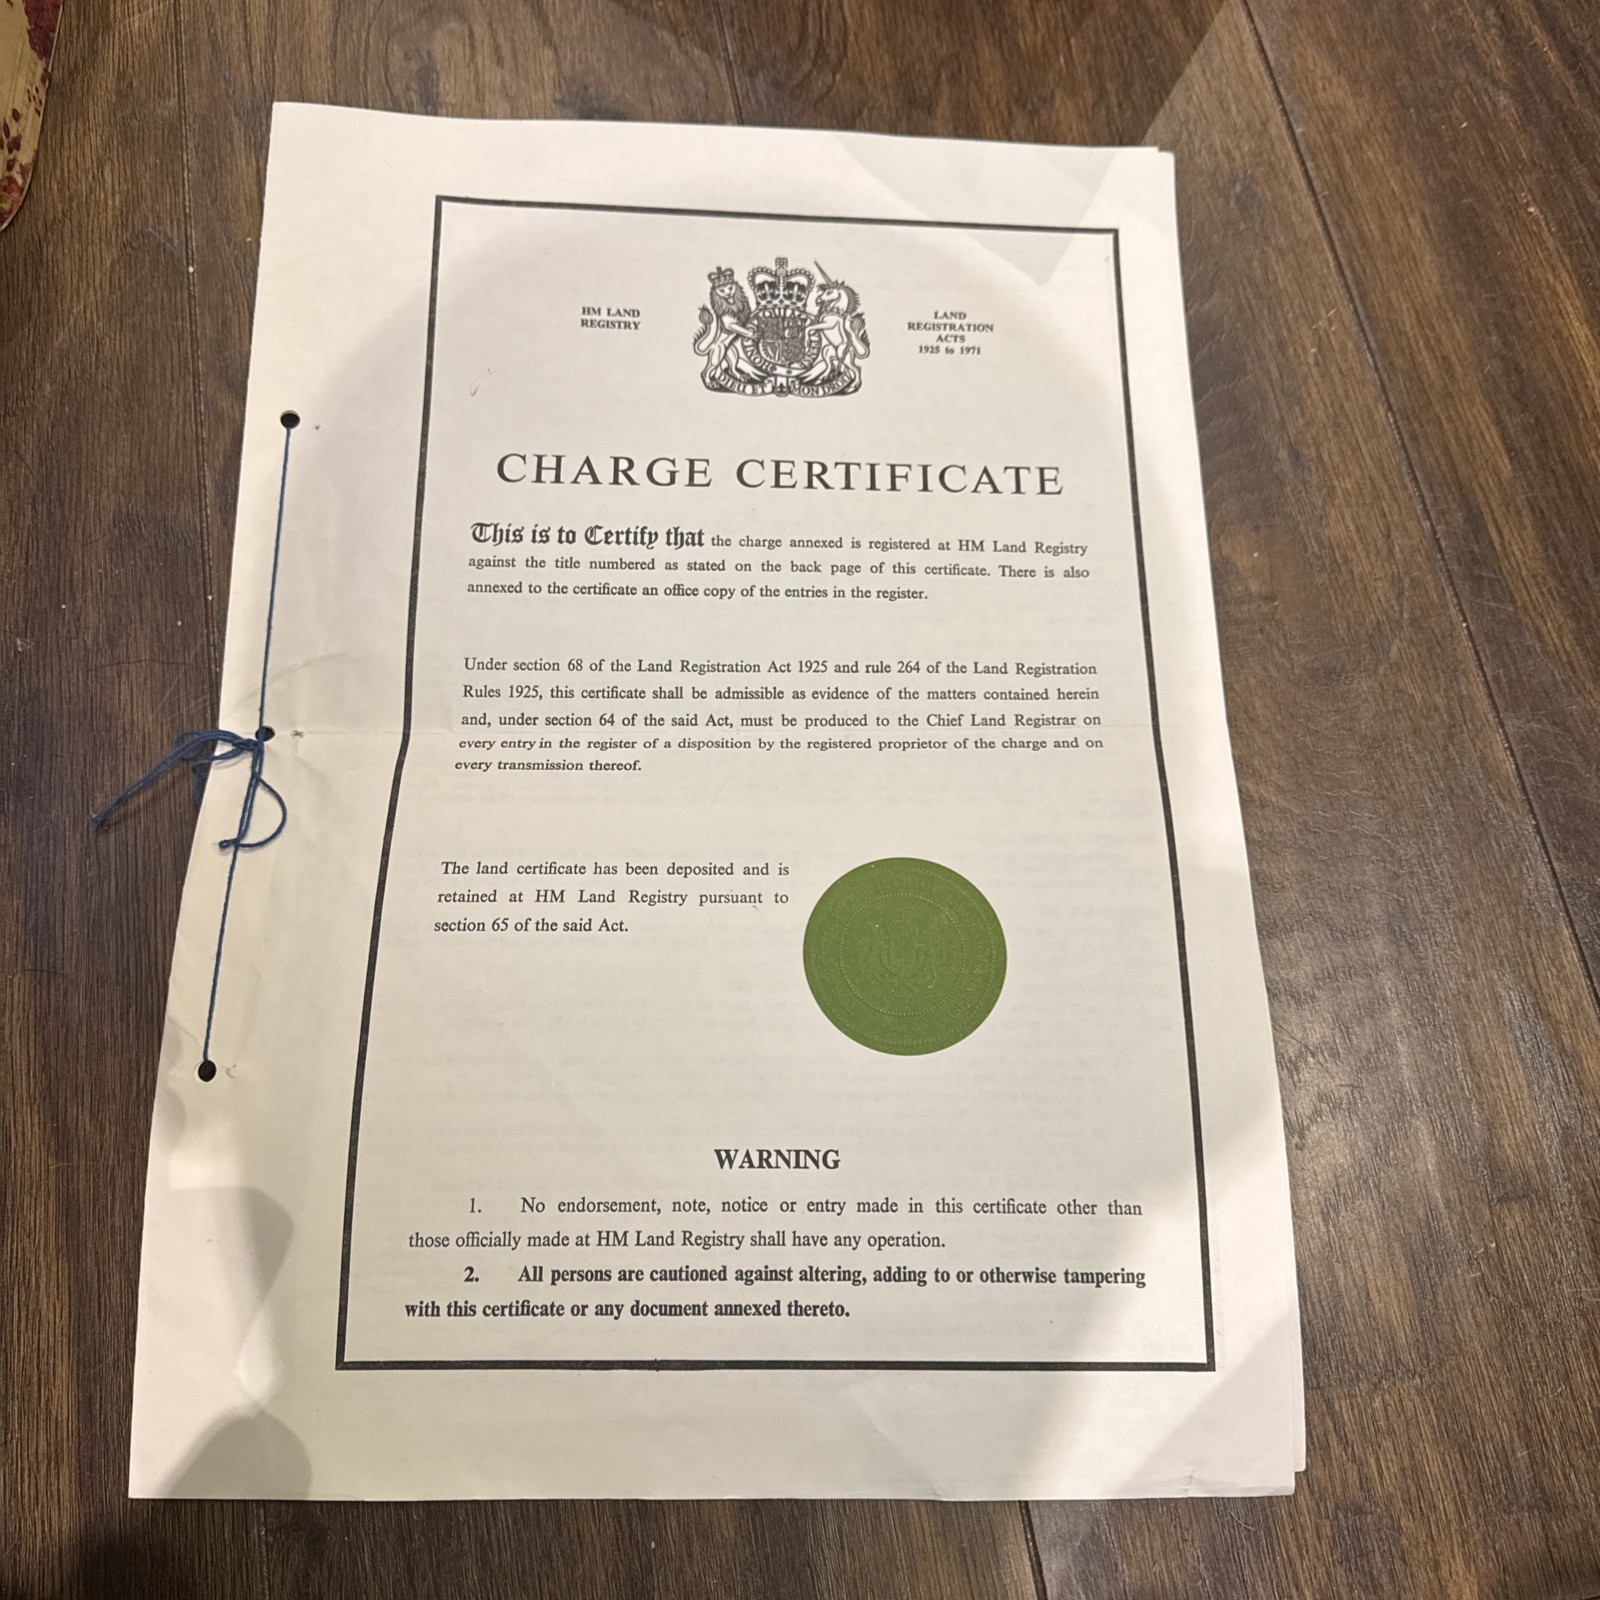 HM LAND
REGISTRY
LAND
REGISTRATION
ACTS
1925 to 1971
DIEU ET MON DROIT
CHARGE CERTIFICATE
This is to Certify that the charge annexed is registered at HM Land Registry
against the title numbered as stated on the back page of this certificate. There is also
annexed to the certificate an office copy of the entries in the register.
Under section 68 of the Land Registration Act 1925 and rule 264 of the Land Registration
Rules 1925, this certificate shall be admissible as evidence of the matters contained herein
and, under section 64 of the said Act, must be produced to the Chief Land Registrar on
every entry in the register of a disposition by the registered proprietor of the charge and on
every transmission thereof.
The land certificate has been deposited and is
retained at HM Land Registry pursuant to
section 65 of the said Act.
WARNING
1. No endorsement, note, notice or entry made in this certificate other than
those officially made at HM Land Registry shall have any operation.
2. All persons are cautioned against altering, adding to or otherwise tampering
with this certificate or any document annexed thereto.